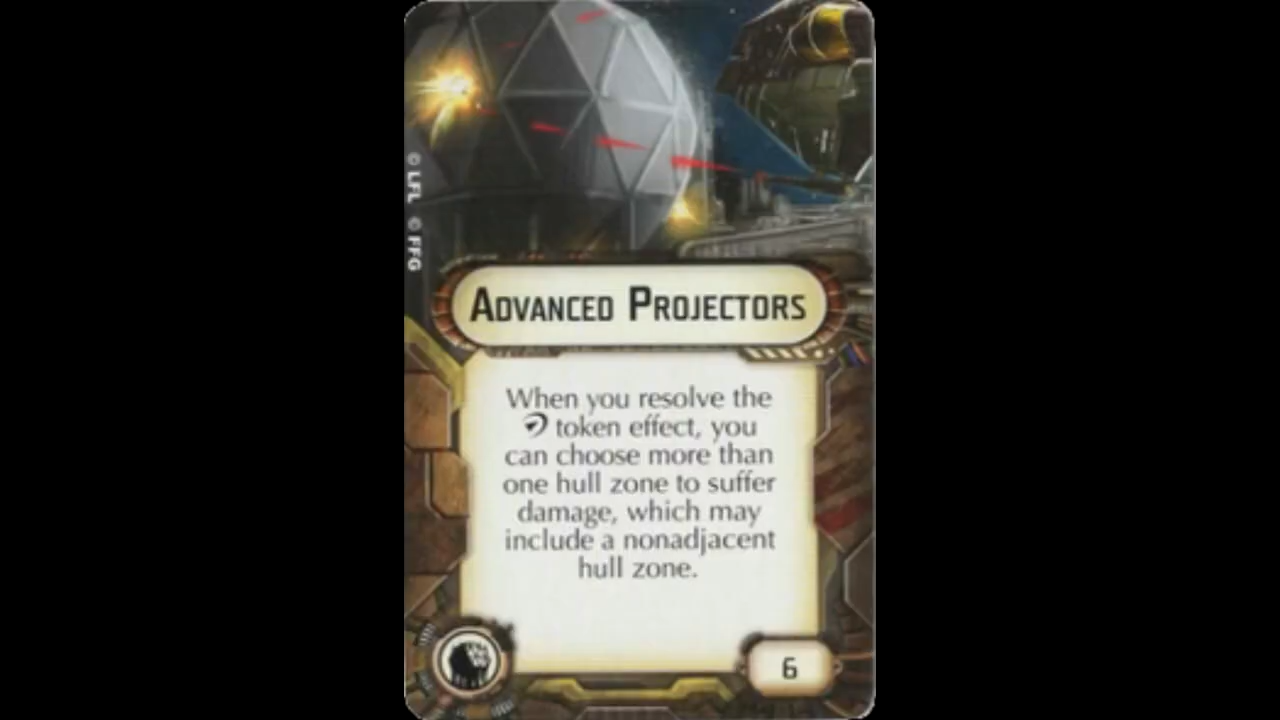 © LFL © FFG
Advanced Projectors
When you resolve the
token effect, you
can choose more than
one hull zone to suffer
damage, which may
include a nonadjacent
hull zone.
6